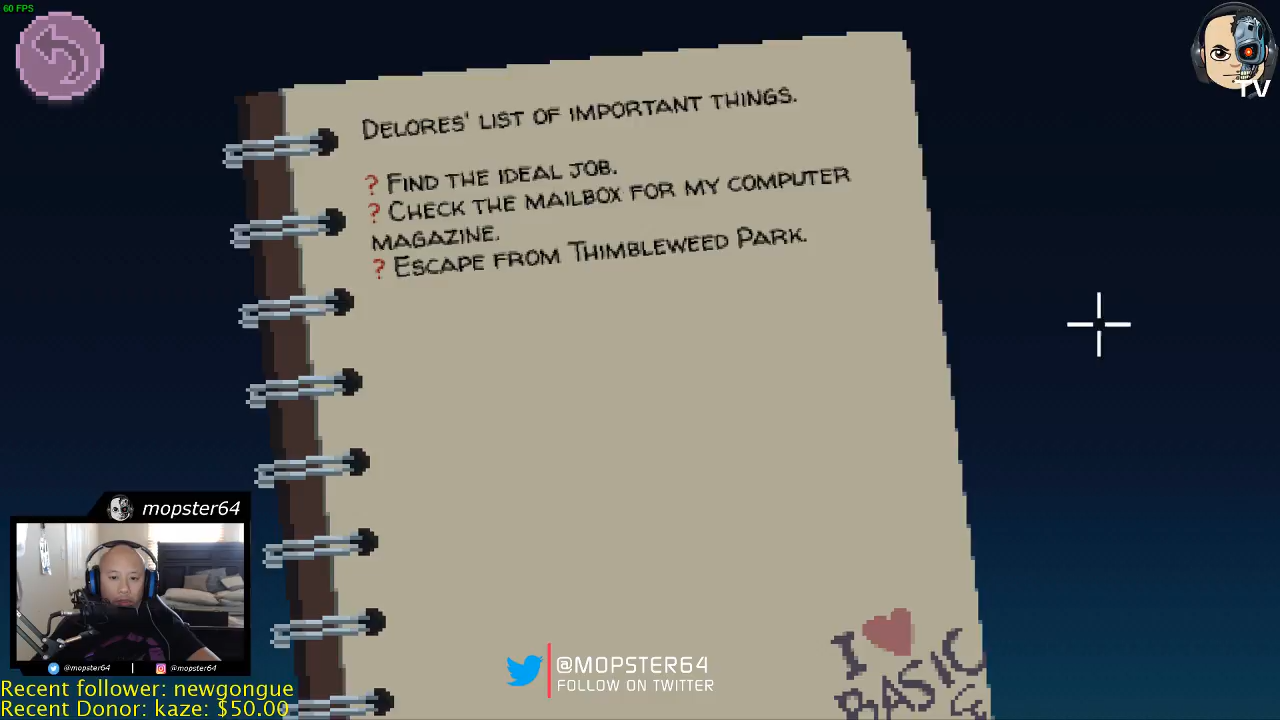 60 FPS
TV
DELORES' LIST OF IMPORTANT THINGS.
? FIND THE IDEAL JOB.
? CHECK THE MAILBOX FOR MY COMPUTER
MAGAZINE.
? ESCAPE FROM THIMBLEWEED PARK.
I
BASIC
mopster64
@mopster64 | @mopster64
@MOPSTER64
FOLLOW ON TWITTER
Recent follower: newgongue
Recent Donor: kaze: $50.00